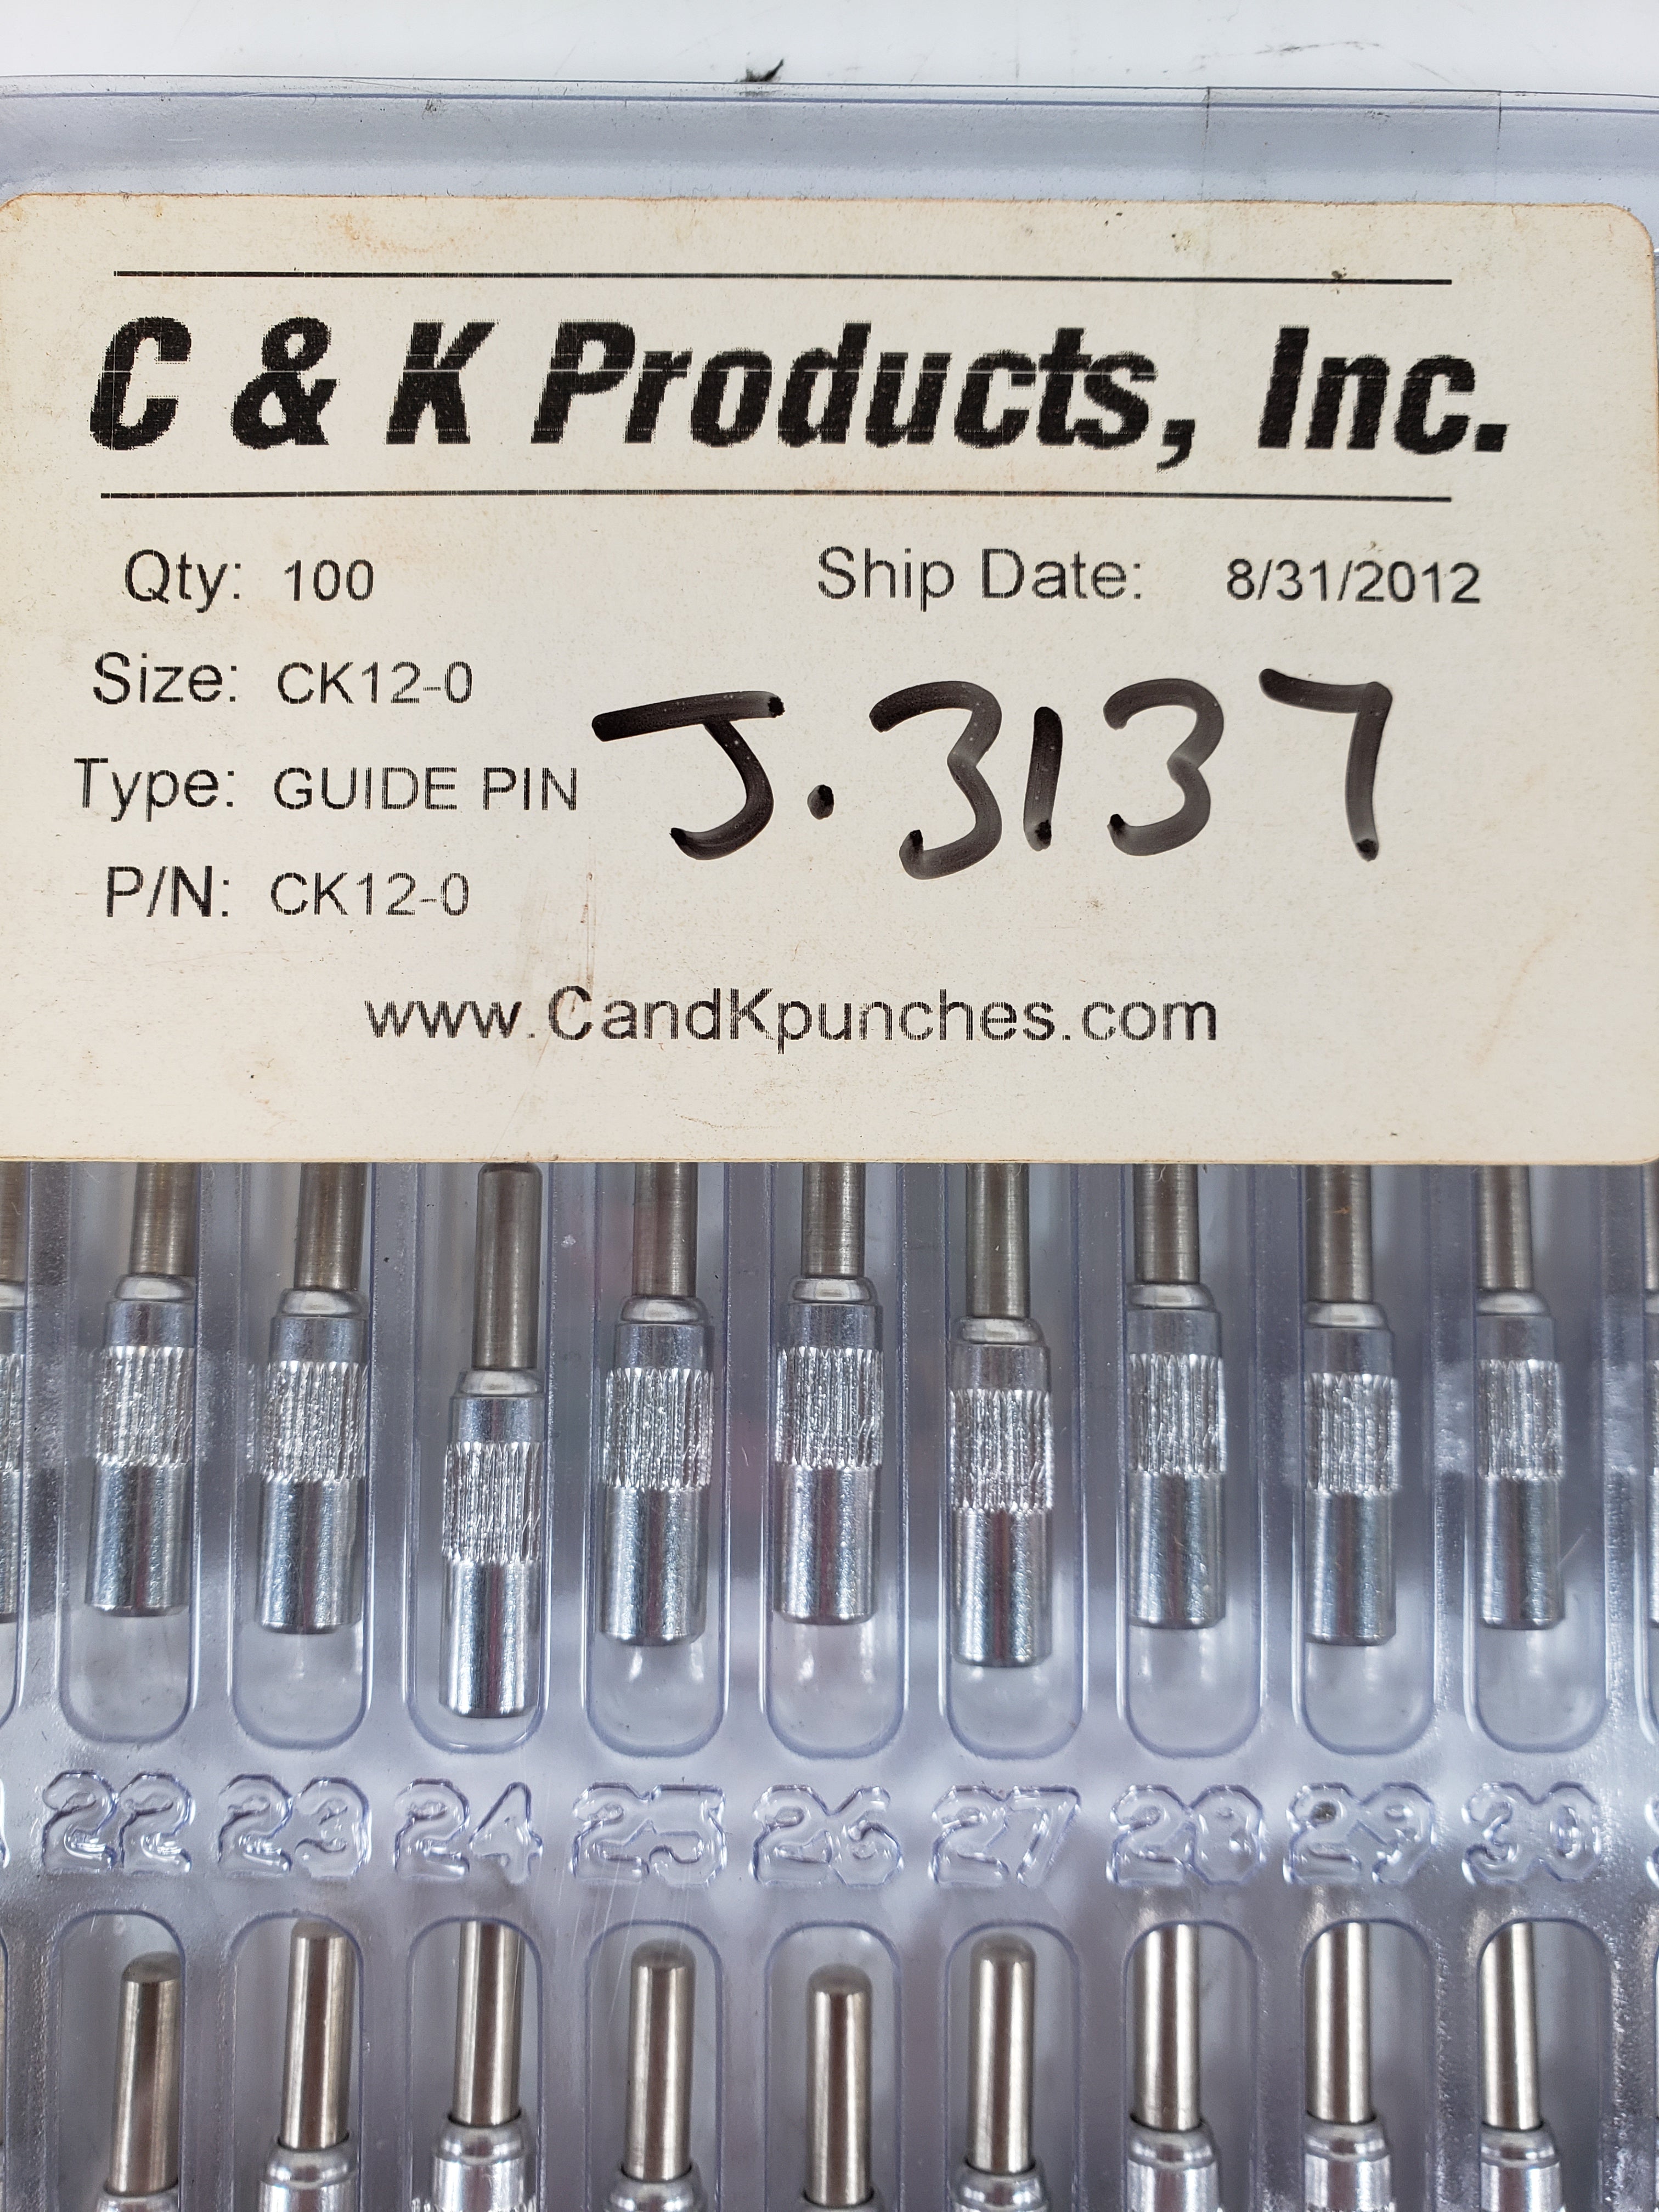 C & K Products, Inc.
Qty: 100 Ship Date: 8/31/2012
Size: CK12-0
J.3137
Type: GUIDE PIN
P/N: CK12-0
www.CandKpunches.com
22 23 24 25 26 27 28 29 30